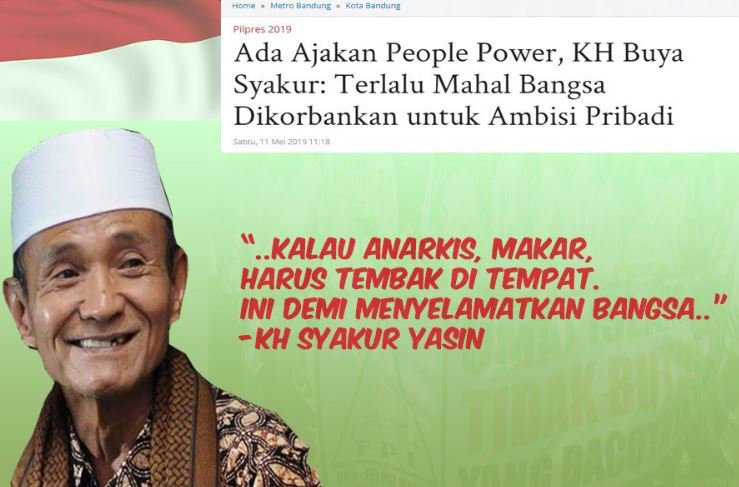 Home » Metro Bandung » Kota Bandung
Pilpres 2019
Ada Ajakan People Power, KH Buya
Syakur: Terlalu Mahal Bangsa
Dikorbankan untuk Ambisi Pribadi
Sabtu, 11 Mei 2019 11:18
“..KALAU ANARKIS, MAKAR,
HARUS TEMBAK DI TEMPAT.
INI DEMI MENYELAMATKAN BANGSA..”
-KH SYAKUR YASIN
TIDAK
YANG